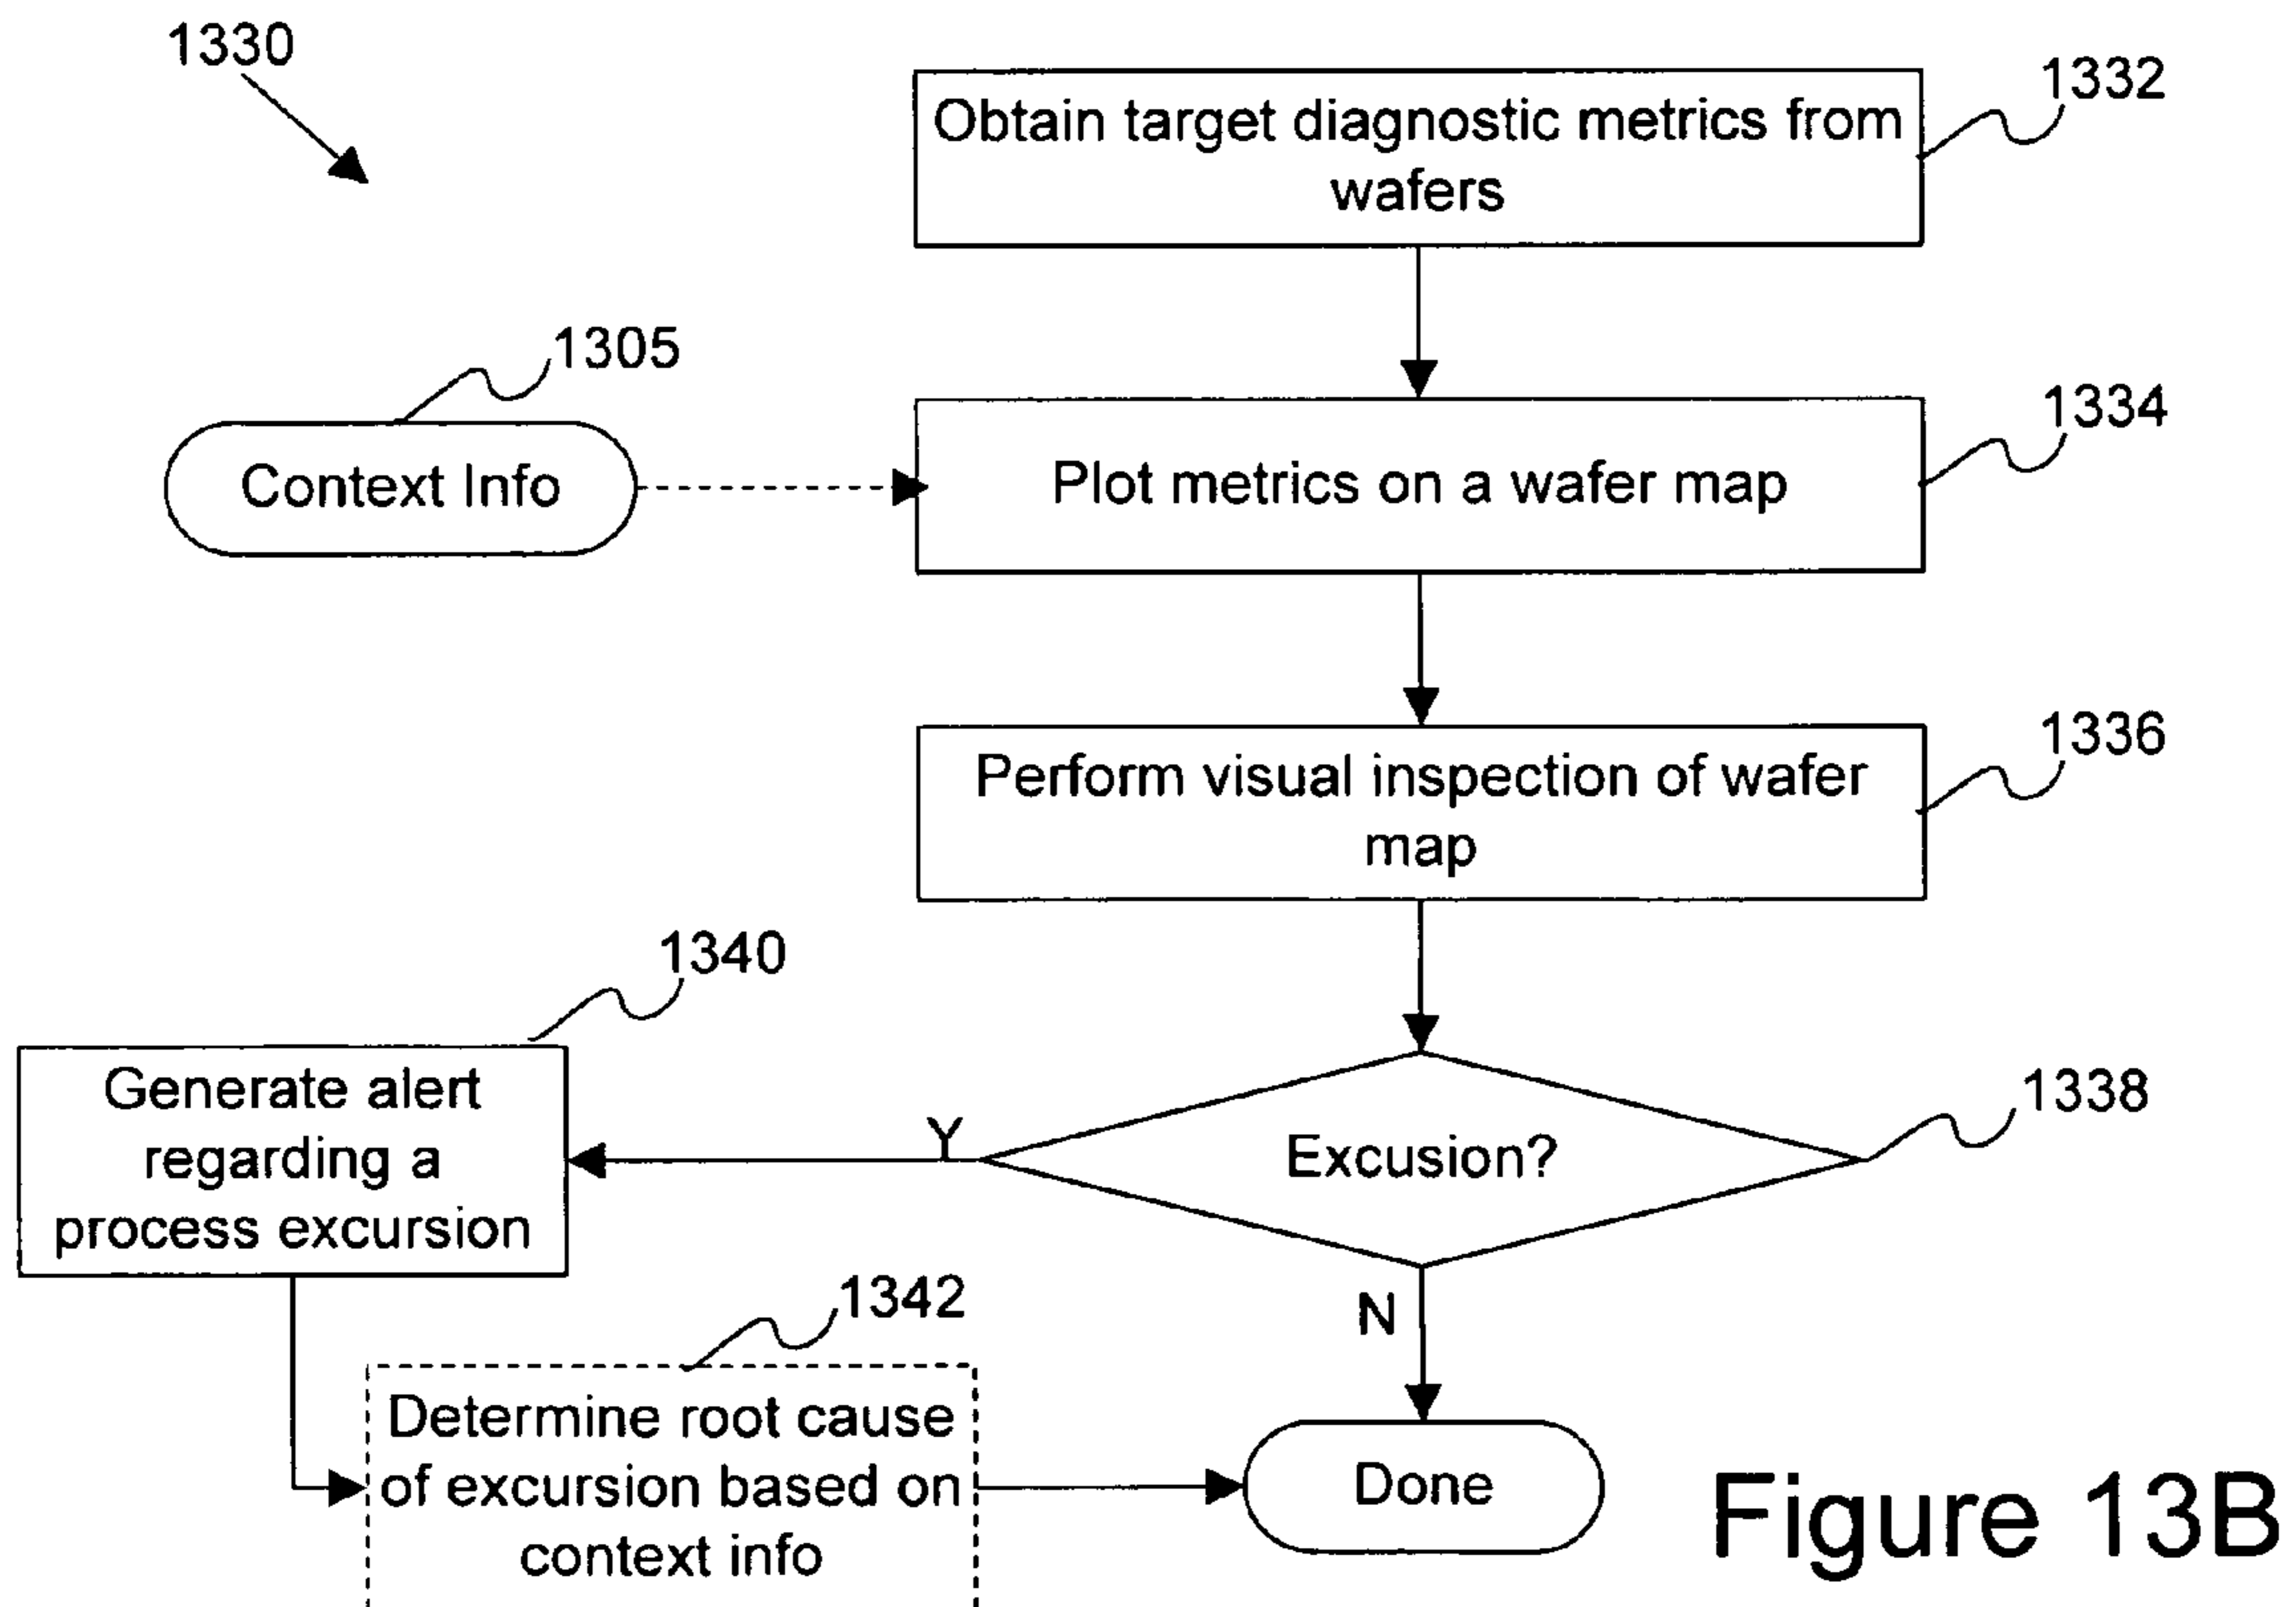 1330
1332
Obtain target diagnostic metrics from
wafers
1305
1334
Context Info
Plot metrics on a wafer map
1336
Perform visual inspection of wafer
map
1340
1338
Generate alert
regarding a
process excursion
Y
Excusion?
1342
N
Determine root cause
of excursion based on
context info
Done
Figure 13B